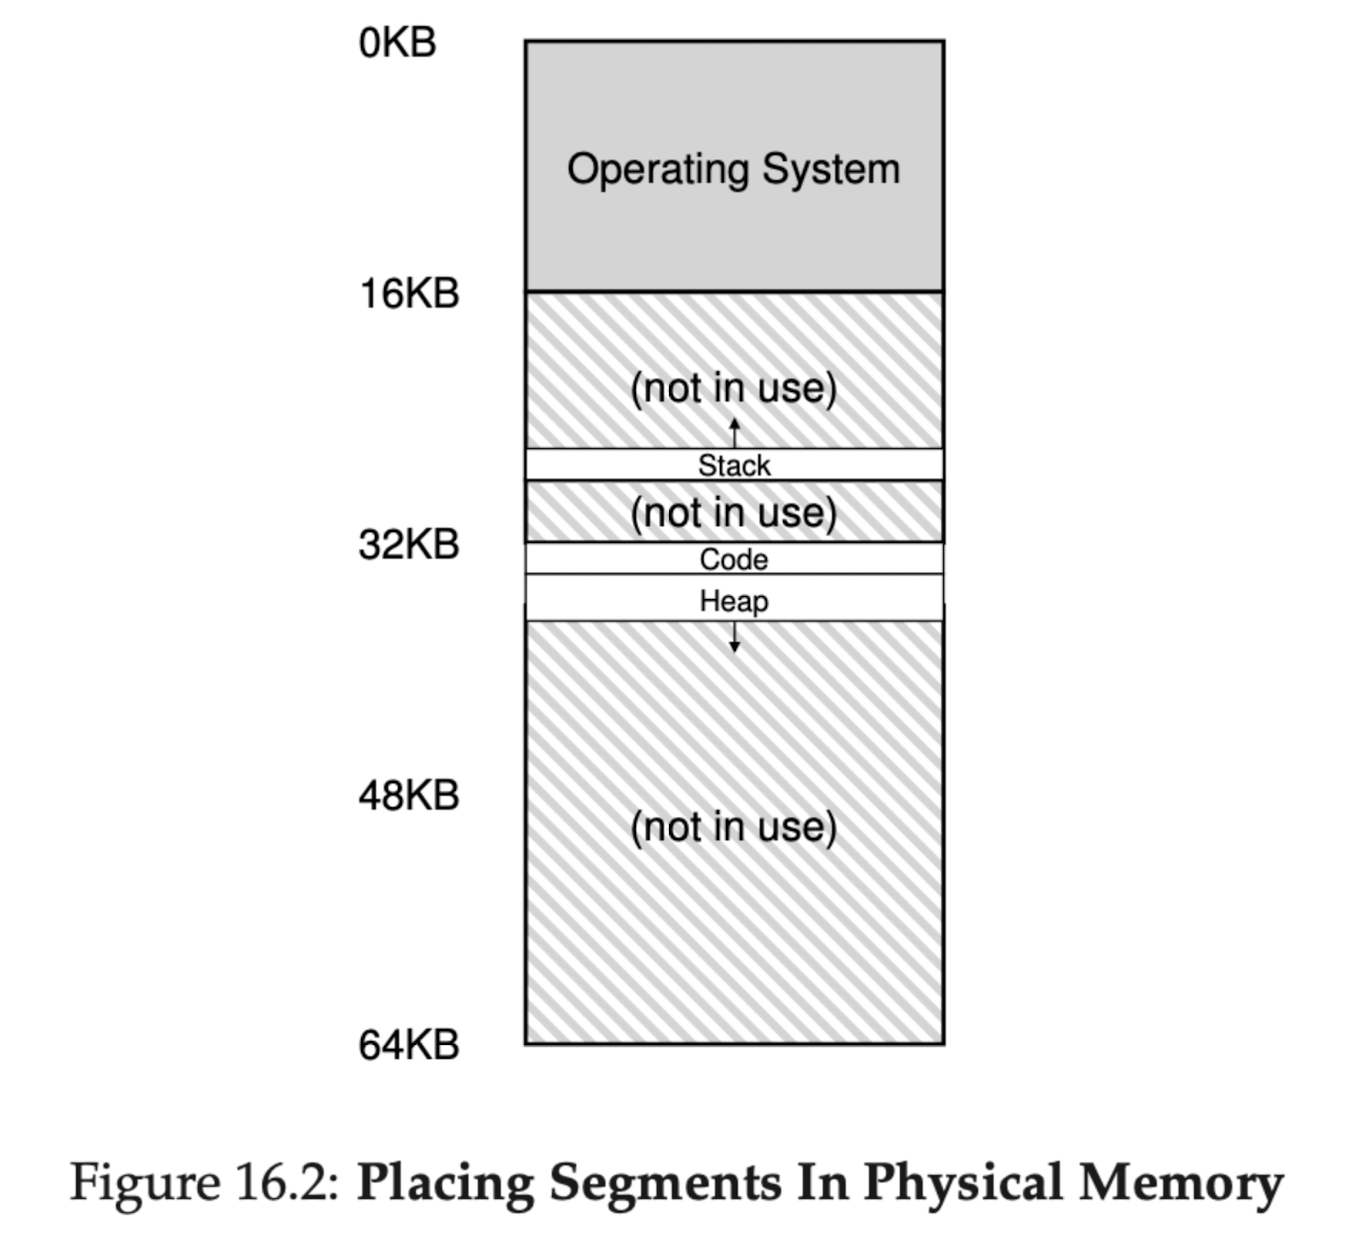 0KB
Operating System
16KB
(not in use)
Stack
(not in use)
32KB
Code
Heap
48KB
(not in use)
64KB
Figure 16.2: Placing Segments In Physical Memory